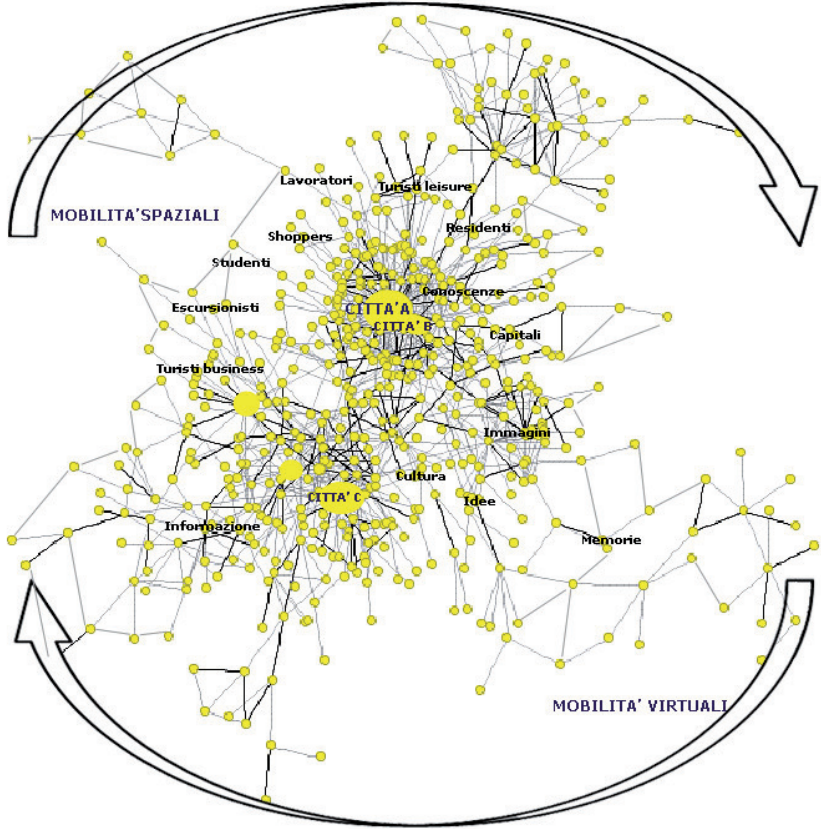 Lavoratori
Turisti leisure
MOBILITA'SPAZIALI
Shoppers
Residenti
Studenti
Conoscenze
Escursionisti
CITTA'A
CITTA' B
Capitali
Turisti business
Immagini
Cultura
CITTA' C
Idee
Informazione
Memorie
MOBILITA' VIRTUALI